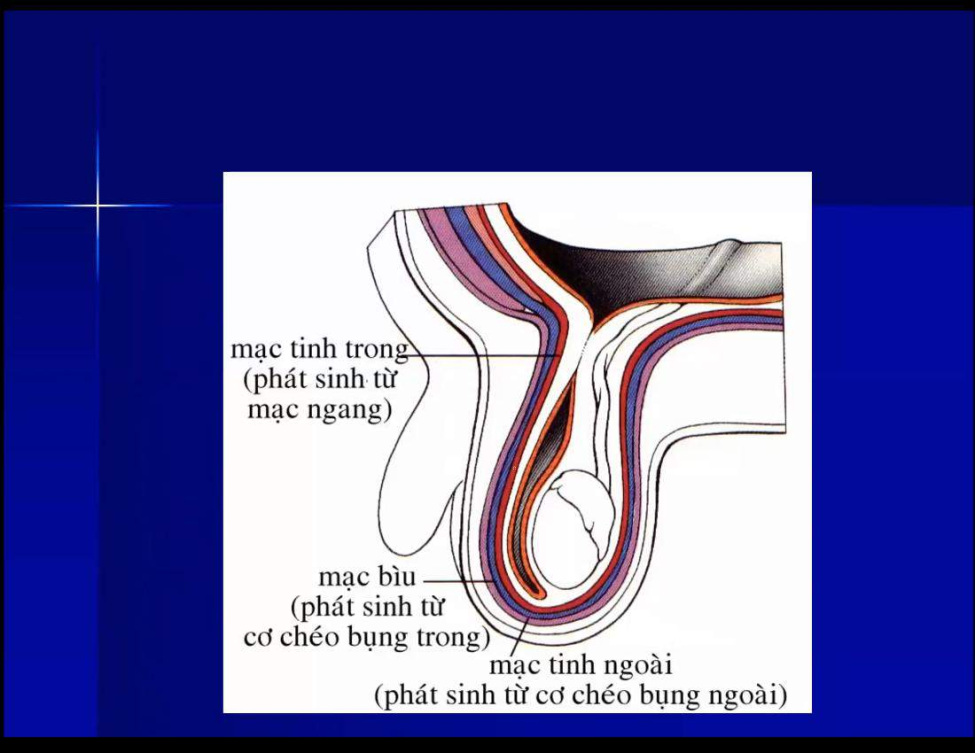 mạc tinh trong
(phát sinh từ
mạc ngang)
mạc bìu
(phát sinh từ
cơ chéo bụng trong)
mạc tinh ngoài
(phát sinh từ cơ chéo bụng ngoài)